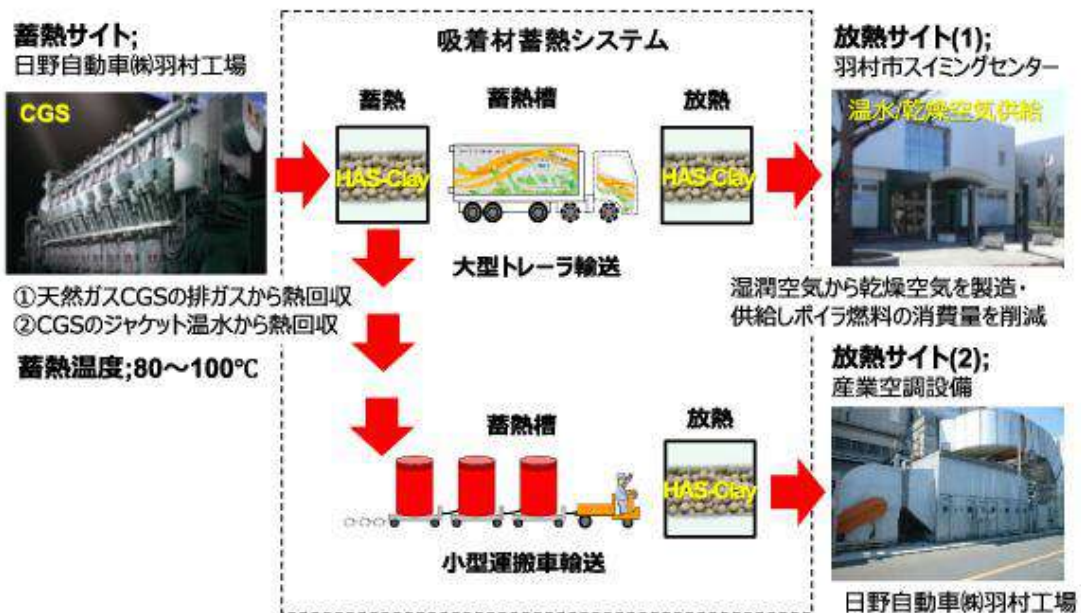 蓄熱サイト;
日野自動車㈱羽村工場
CGS
①天然ガスCGSの排ガスから熱回収
②CGSのジャケット温水から熱回収
蓄熱温度;80～100℃
吸着材蓄熱システム
蓄熱
蓄熱槽
放熱
HAS-Clay
HAS-Clay
大型トレーラ輸送
蓄熱槽
放熱
HAS-Clay
小型運搬車輸送
放熱サイト(1);
羽村市スイミングセンター
温水/乾燥空気供給
湿潤空気から乾燥空気を製造・
供給しボイラ燃料の消費量を削減
放熱サイト(2);
産業空調設備
日野自動車㈱羽村工場